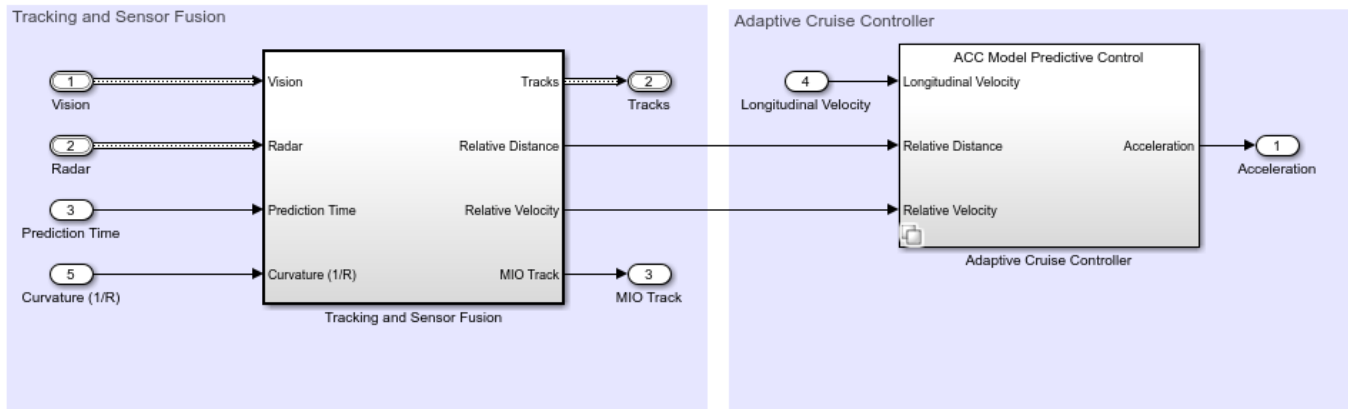 Tracking and Sensor Fusion
1
Vision
2
Radar
3
Prediction Time
5
Curvature (1/R)
Vision
Radar
Prediction Time
Curvature (1/R)
Tracks
Relative Distance
Relative Velocity
MIO Track
Tracking and Sensor Fusion
2
Tracks
3
MIO Track
Adaptive Cruise Controller
4
Longitudinal Velocity
ACC Model Predictive Control
Longitudinal Velocity
Relative Distance
Relative Velocity
Acceleration
Adaptive Cruise Controller
1
Acceleration